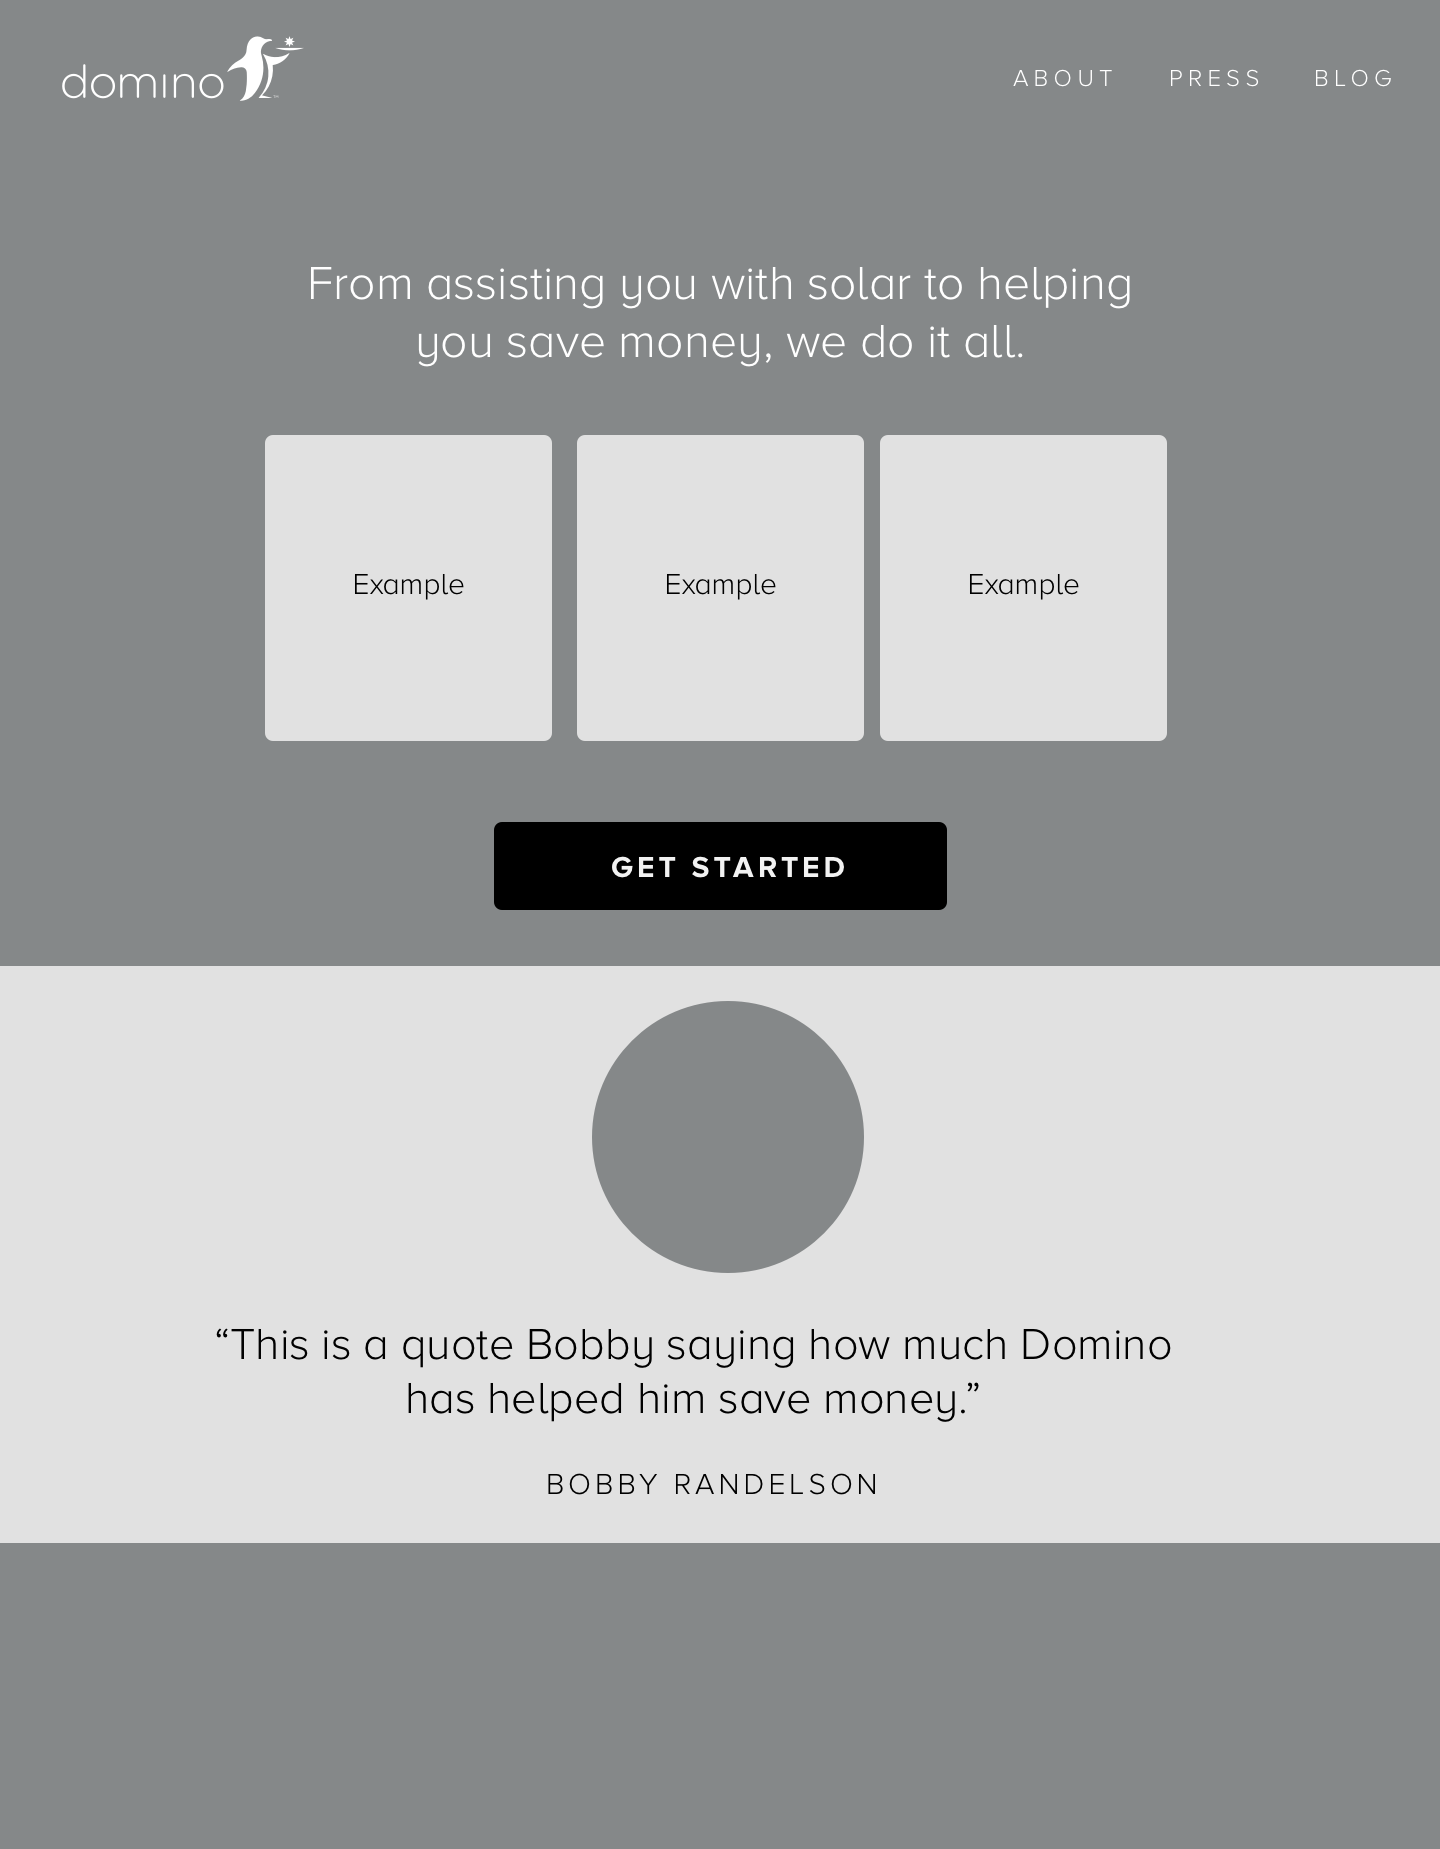 domino
ABOUT PRESS BLOG
From assisting you with solar to helping
you save money, we do it all.
Example Example Example
GET STARTED
“This is a quote Bobby saying how much Domino
has helped him save money.”
BOBBY RANDELSON